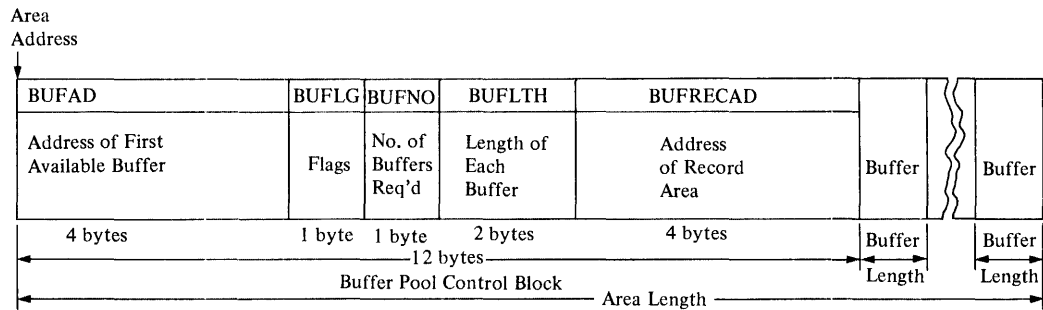 Area
Address
BUFAD
BUFLG
BUFNO
BUFLTH
BUFRECAD
Address of First
Available Buffer
Flags
No. of
Buffers
Req'd
Length of
Each
Buffer
Address
of Record
Area
Buffer
Buffer
4 bytes
1 byte
1 byte
2 bytes
4 bytes
Buffer
Length
Buffer
Length
12 bytes
Buffer Pool Control Block
Area Length